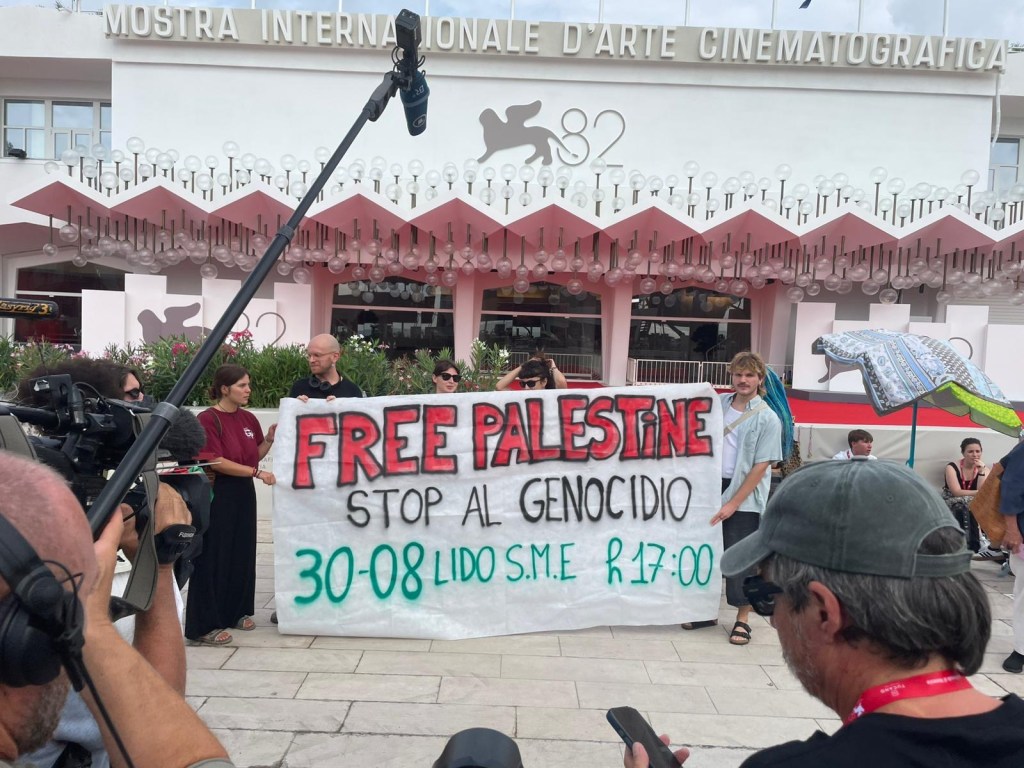 MOSTRA INTERNAZIONALE D'ARTE CINEMATOGRAFICA
82
FREE PALESTINE
STOP AL GENOCIDIO
30-08 LIDO S.M.E h 17:00